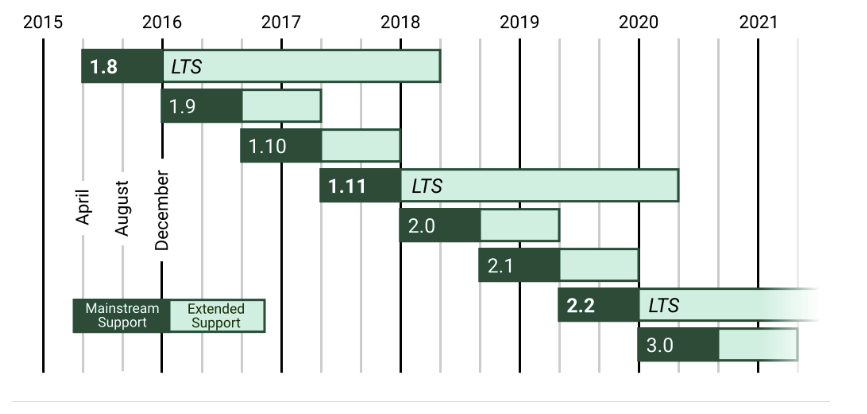 2015 2016 2017 2018 2019 2020 2021
1.8 LTS
1.9
1.10
1.11 LTS
April
August
December
2.0
2.1
2.2 LTS
Mainstream
Support
Extended
Support
3.0